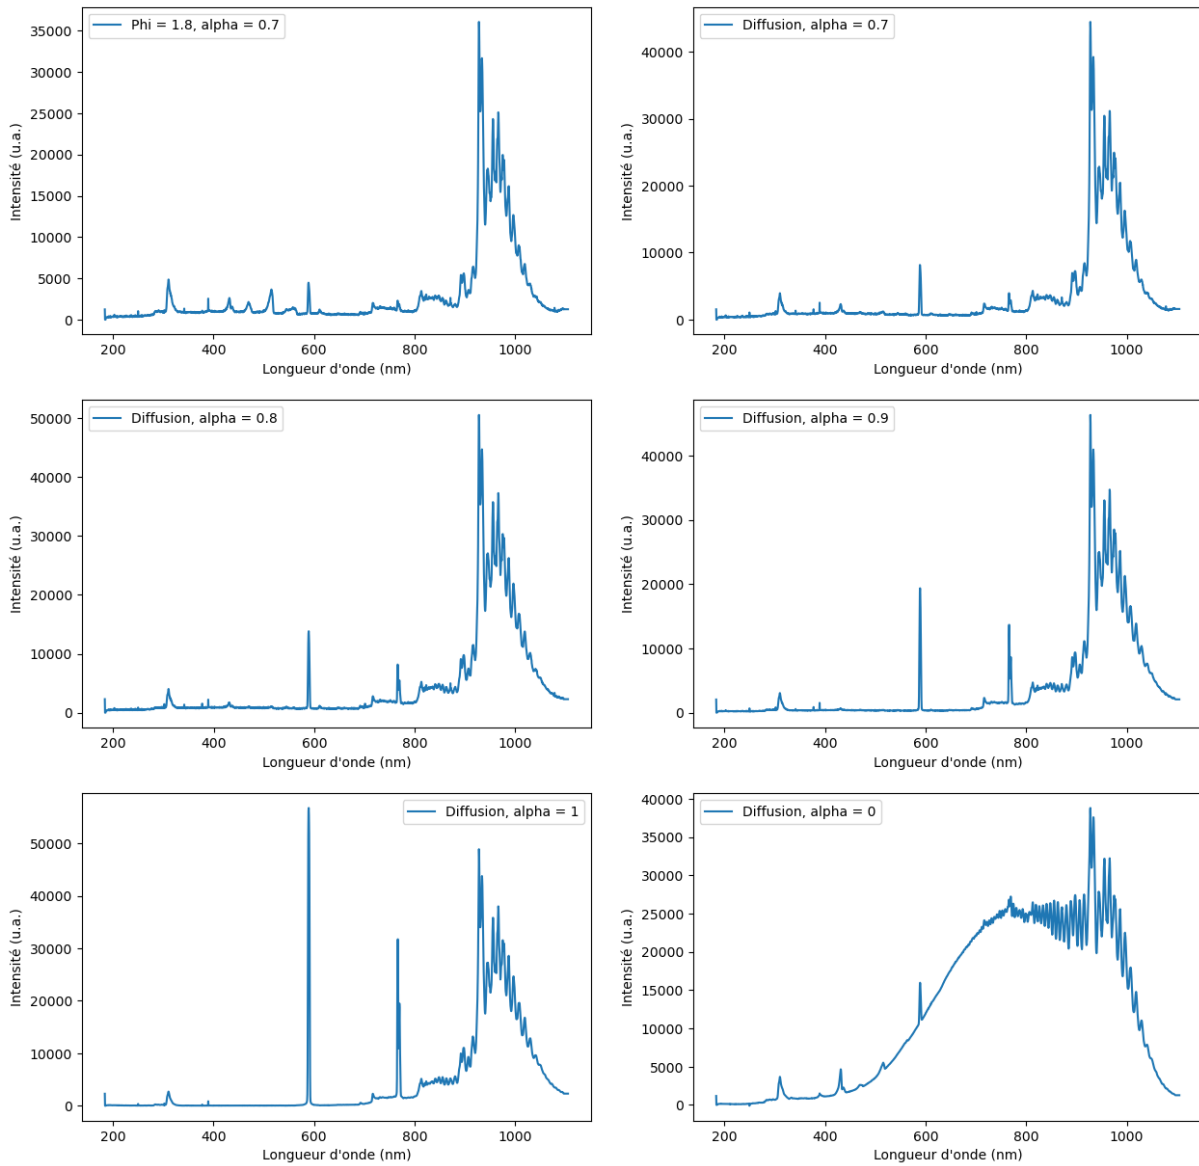 Phi = 1.8, alpha = 0.7
Intensité (u.a.)
35000
30000
25000
20000
15000
10000
5000
0
200 400 600 800 1000
Longueur d'onde (nm)
Diffusion, alpha = 0.7
Intensité (u.a.)
40000
30000
20000
10000
0
200 400 600 800 1000
Longueur d'onde (nm)
Diffusion, alpha = 0.8
Intensité (u.a.)
50000
40000
30000
20000
10000
0
200 400 600 800 1000
Longueur d'onde (nm)
Diffusion, alpha = 0.9
Intensité (u.a.)
40000
30000
20000
10000
0
200 400 600 800 1000
Longueur d'onde (nm)
Diffusion, alpha = 1
Intensité (u.a.)
50000
40000
30000
20000
10000
0
200 400 600 800 1000
Longueur d'onde (nm)
Diffusion, alpha = 0
Intensité (u.a.)
40000
35000
30000
25000
20000
15000
10000
5000
0
200 400 600 800 1000
Longueur d'onde (nm)